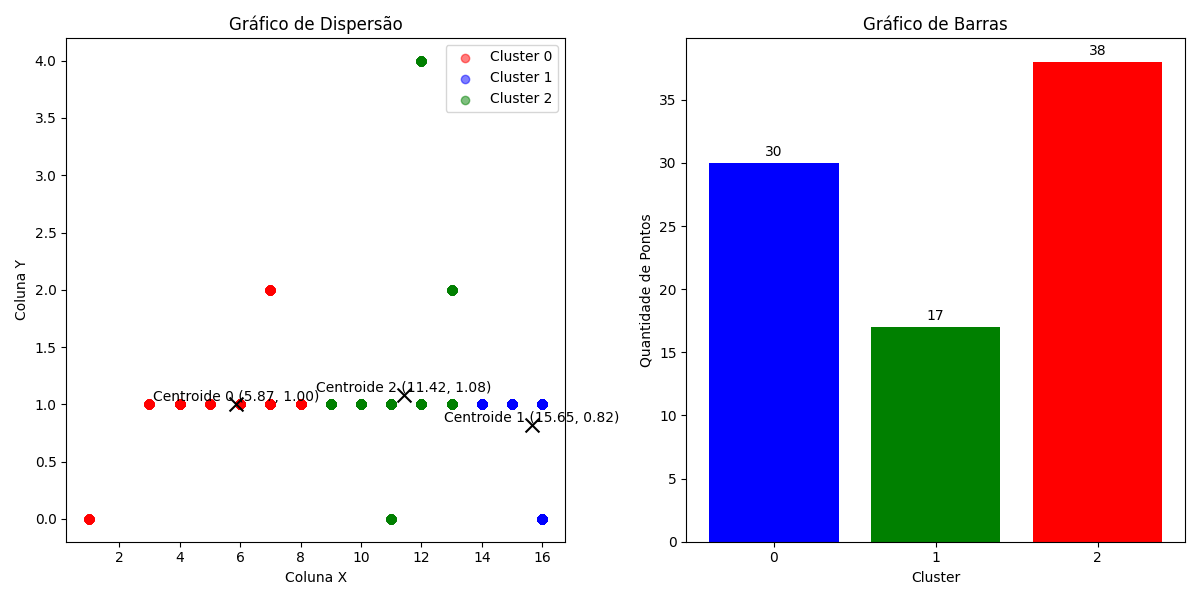 Gráfico de Dispersão
Coluna Y
4.0
3.5
3.0
2.5
2.0
1.5
1.0
0.5
0.0
Cluster 0
Cluster 1
Cluster 2
Centroide 0 (5.87, 1.00)
Centroide 2 (11.42, 1.08)
Centroide 1 (15.65, 0.82)
2 4 6 8 10 12 14 16
Coluna X
Gráfico de Barras
Quantidade de Pontos
35
30
25
20
15
10
5
0
30
17
38
0 1 2
Cluster